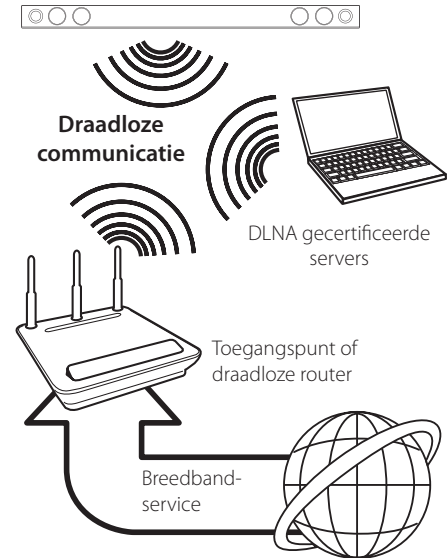 Draadloze
communicatie
DLNA gecertificeerde
servers
Toegangspunt of
draadloze router
Breedband-
service